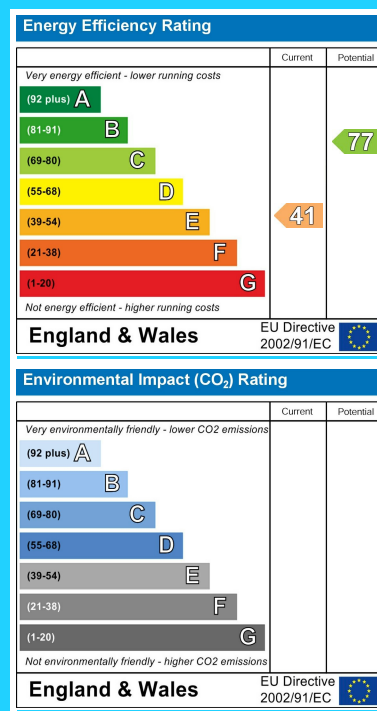 Energy Efficiency Rating
Current Potential
Very energy efficient - lower running costs
(92 plus) A
(81-91) B
(69-80) C
(55-68) D
(39-54) E
(21-38) F
(1-20) G
41
77
Not energy efficient - higher running costs
England & Wales
EU Directive
2002/91/EC
Environmental Impact (CO₂) Rating
Current Potential
Very environmentally friendly - lower CO2 emissions
(92 plus) A
(81-91) B
(69-80) C
(55-68) D
(39-54) E
(21-38) F
(1-20) G
Not environmentally friendly - higher CO2 emissions
England & Wales
EU Directive
2002/91/EC